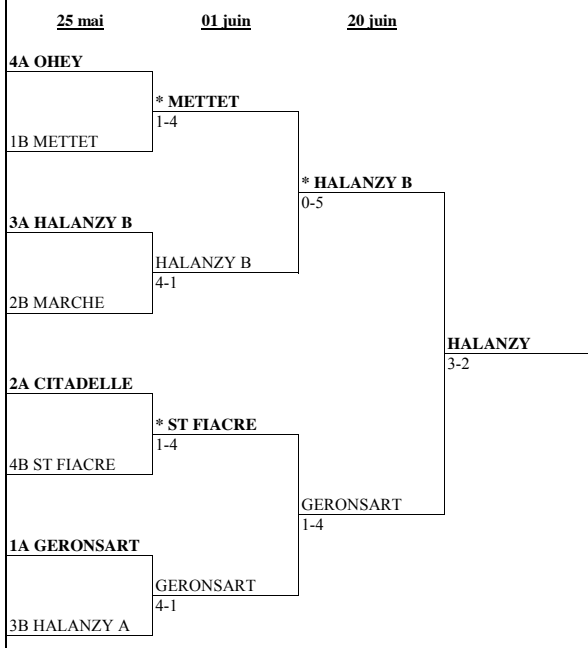 25 mai 01 juin 20 juin
4A OHEY
* METTET
1-4
1B METTET
* HALANZY B
0-5
3A HALANZY B
HALANZY B
4-1
2B MARCHE
HALANZY
3-2
2A CITADELLE
* ST FIACRE
1-4
4B ST FIACRE
GERONSART
1-4
1A GERONSART
GERONSART
4-1
3B HALANZY A